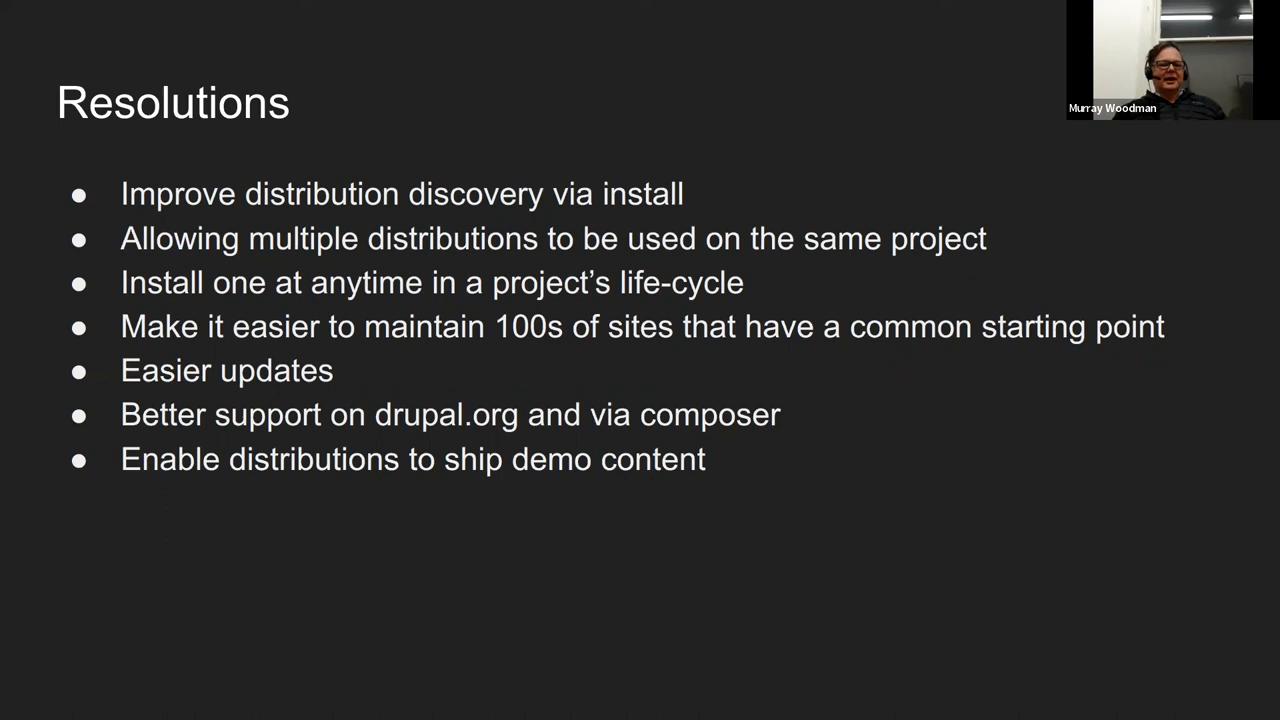 Murray Woodman
Resolutions
● Improve distribution discovery via install
● Allowing multiple distributions to be used on the same project
● Install one at anytime in a project’s life-cycle
● Make it easier to maintain 100s of sites that have a common starting point
● Easier updates
● Better support on drupal.org and via composer
● Enable distributions to ship demo content